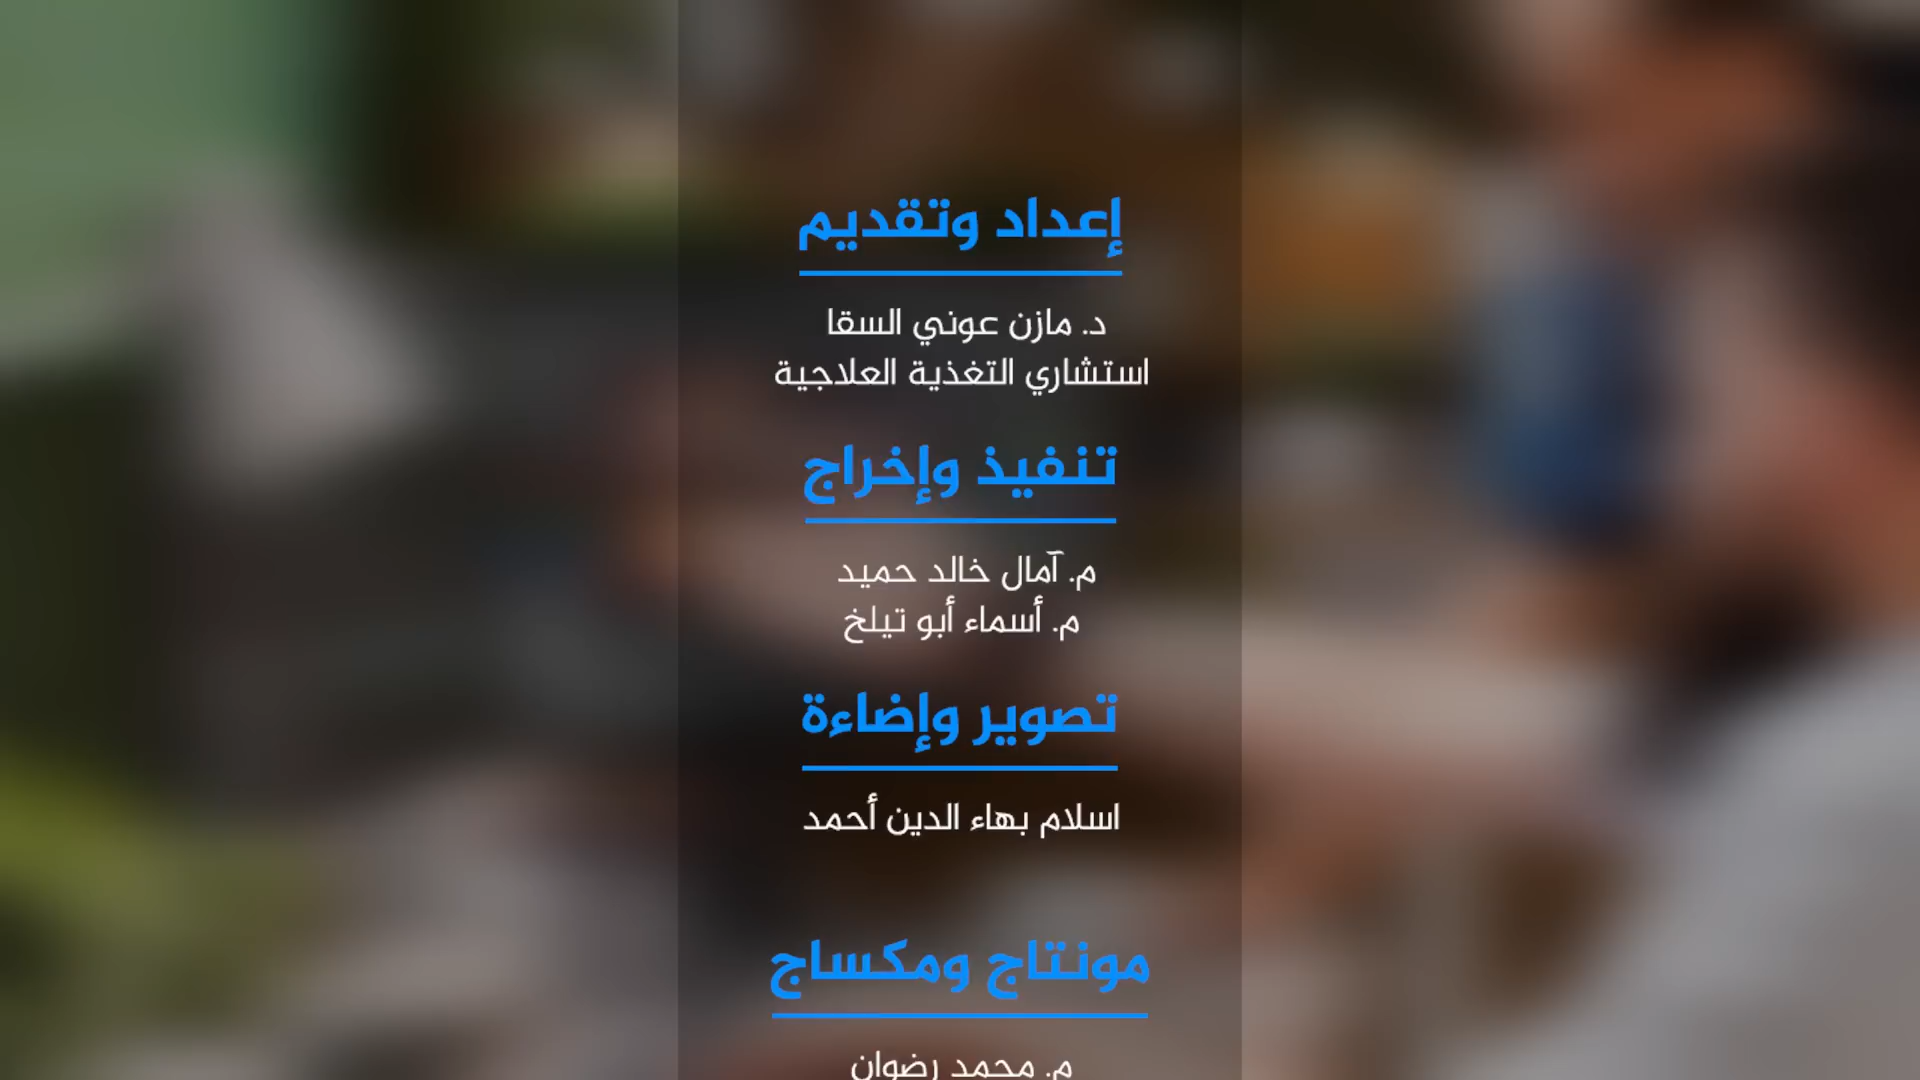 إعداد وتقديم
د. مازن عوني السقا
استشاري التغذية العلاجية
تنفيذ وإخراج
م. آمال خالد حميد
م. أسماء أبو تيلخ
تصوير وإضاءة
اسلام بهاء الدين أحمد
مونتاج ومكساج
م. محمد رضوان